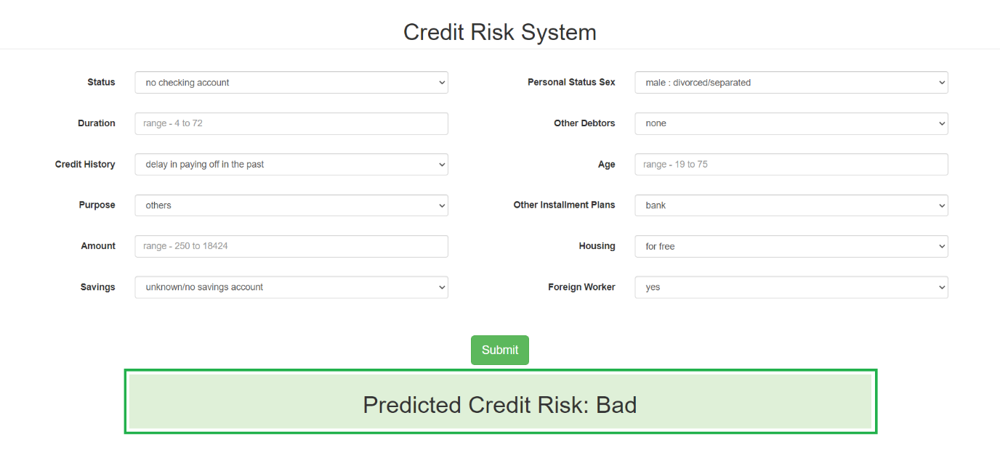 Credit Risk System
Status no checking account Personal Status Sex male : divorced/separated
Duration range - 4 to 72 Other Debtors none
Credit History delay in paying off in the past Age range - 19 to 75
Purpose others Other Installment Plans bank
Amount range - 250 to 18424 Housing for free
Savings unknown/no savings account Foreign Worker yes
Submit
Predicted Credit Risk: Bad